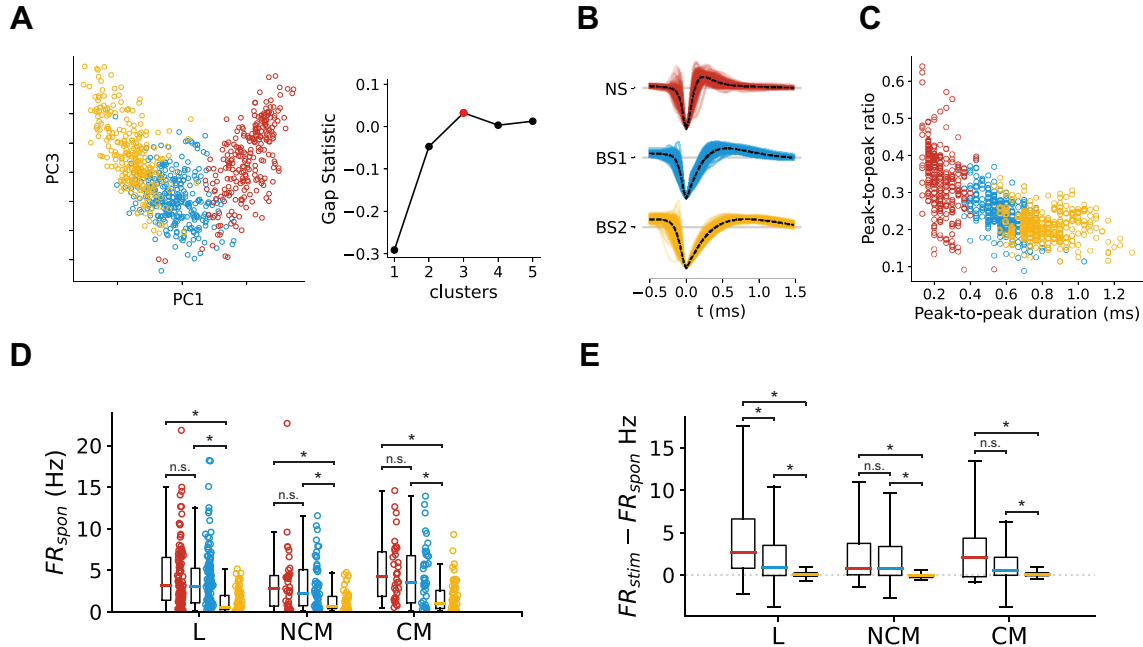 A
PC3
PC1
Gap Statistic
0.1
0.0
−0.1
−0.2
−0.3
1 2 3 4 5
clusters
B
NS
BS1
BS2
−0.5 0.0 0.5 1.0 1.5
t (ms)
C
Peak-to-peak ratio
0.6
0.5
0.4
0.3
0.2
0.1
0.2 0.4 0.6 0.8 1.0 1.2
Peak-to-peak duration (ms)
D
FRspon (Hz)
20
15
10
5
0
*
*
n.s.
*
*
n.s.
*
*
n.s.
L NCM CM
E
FRstim − FRspon Hz
15
10
5
0
*
*
*
*
n.s. *
*
n.s.
*
L NCM CM